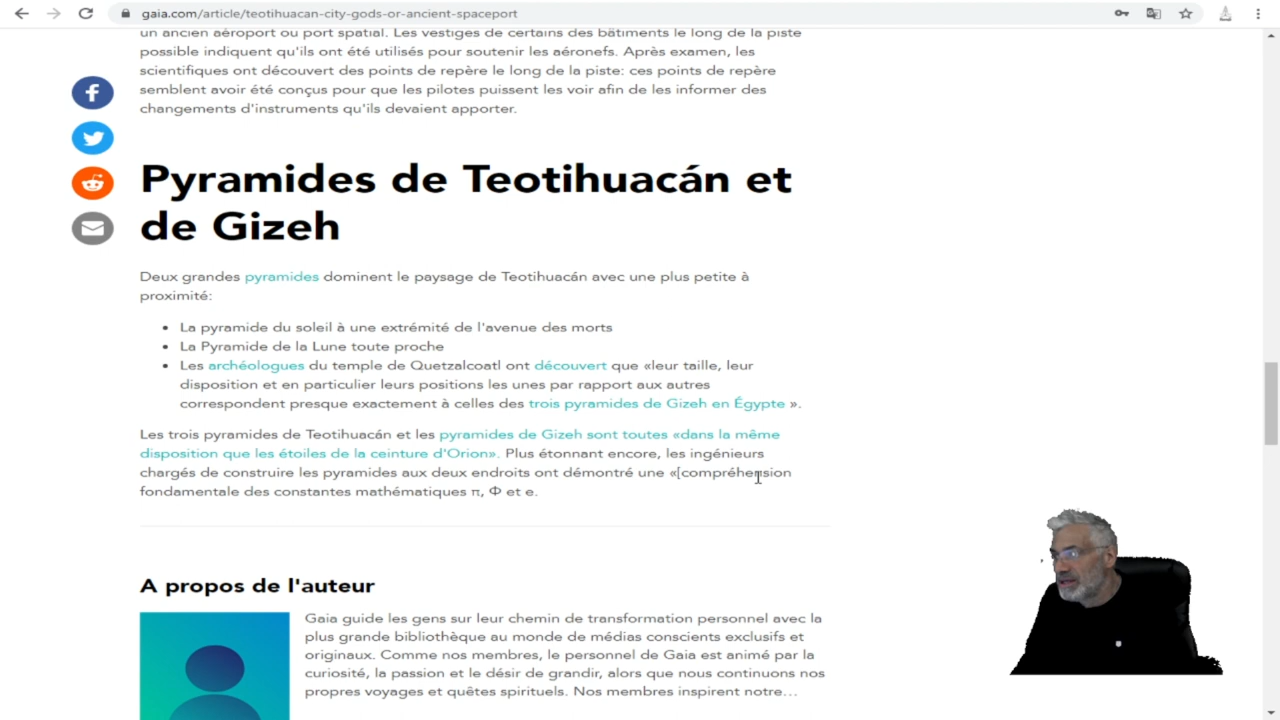 gaia.com/article/teotihuacan-city-gods-or-ancient-spaceport
un ancien aéroport ou port spatial. Les vestiges de certains des bâtiments le long de la piste
possible indiquent qu'ils ont été utilisés pour soutenir les aéronefs. Après examen, les
scientifiques ont découvert des points de repère le long de la piste: ces points de repère
semblent avoir été conçus pour que les pilotes puissent les voir afin de les informer des
changements d'instruments qu'ils devaient apporter.
Pyramides de Teotihuacán et
de Gizeh
Deux grandes pyramides dominent le paysage de Teotihuacán avec une plus petite à
proximité:
• La pyramide du soleil à une extrémité de l'avenue des morts
• La Pyramide de la Lune toute proche
• Les archéologues du temple de Quetzalcoatl ont découvert que «leur taille, leur
disposition et en particulier leurs positions les unes par rapport aux autres
correspondent presque exactement à celles des trois pyramides de Gizeh en Égypte ».
Les trois pyramides de Teotihuacán et les pyramides de Gizeh sont toutes «dans la même
disposition que les étoiles de la ceinture d'Orion». Plus étonnant encore, les ingénieurs
chargés de construire les pyramides aux deux endroits ont démontré une «[compréhension
fondamentale des constantes mathématiques π, Φ et e.
A propos de l'auteur
Gaia guide les gens sur leur chemin de transformation personnel avec la
plus grande bibliothèque au monde de médias conscients exclusifs et
originaux. Comme nos membres, le personnel de Gaia est animé par la
curiosité, la passion et le désir de grandir, alors que nous continuons nos
propres voyages et quêtes spirituels. Nos membres inspirent notre...